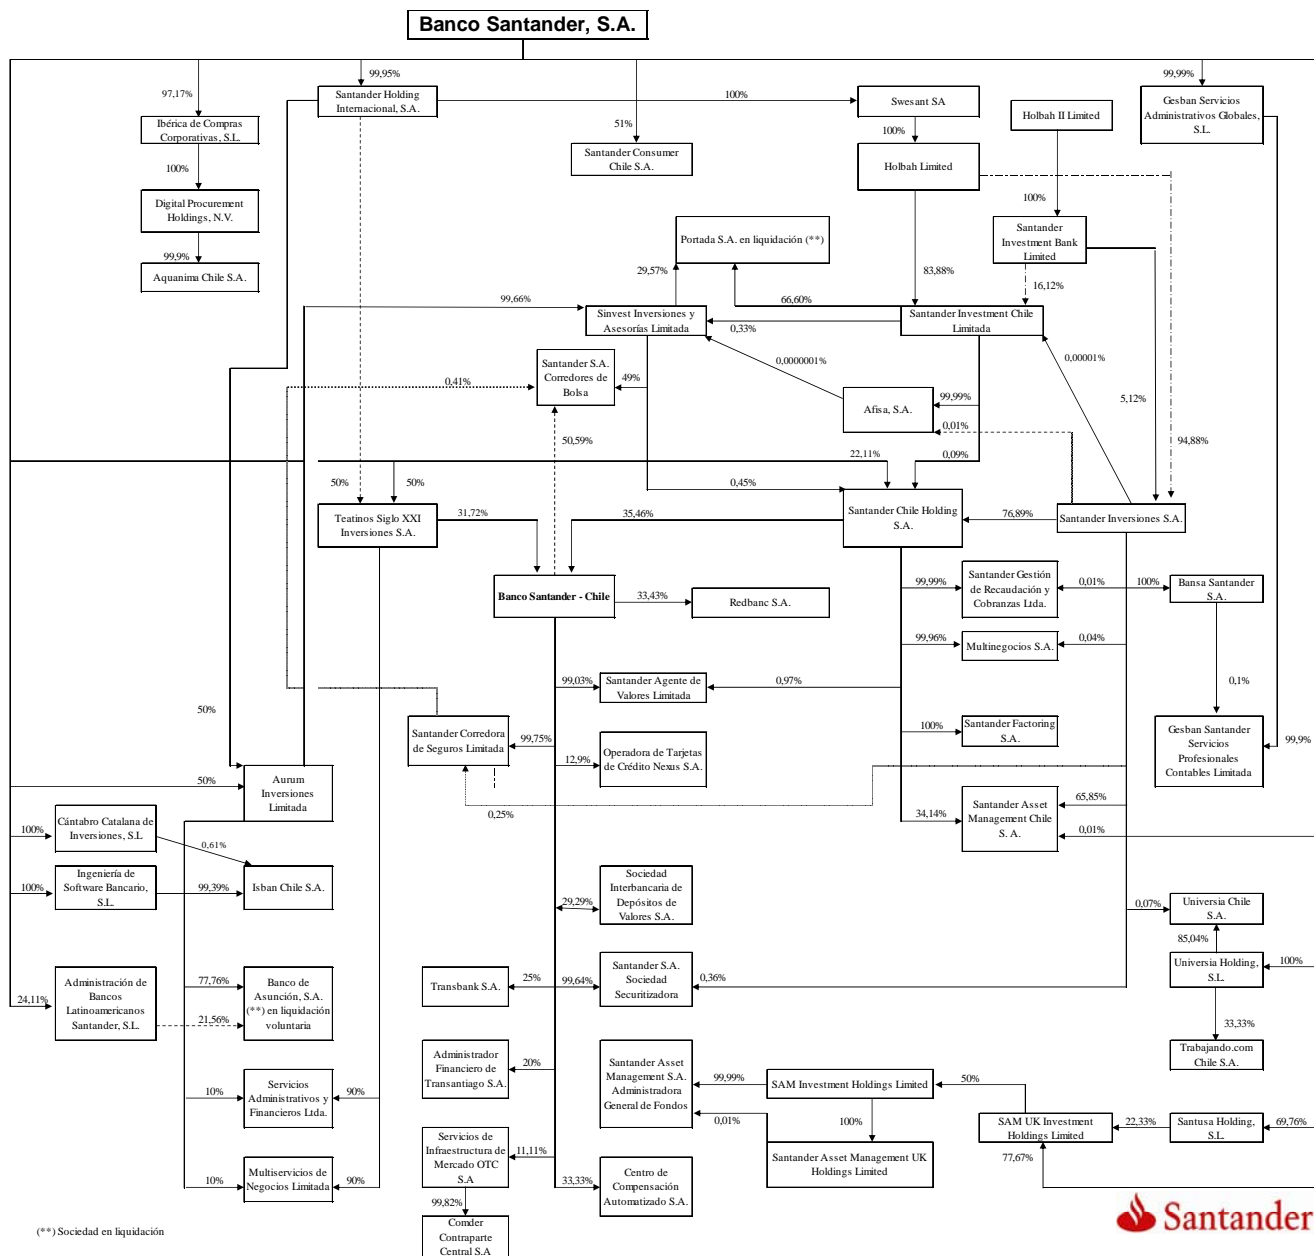 Banco Santander, S.A.
99,95%
99,99%
97,17%
Santander Holding
Internacional, S.A.
100%
Swesant SA
Gesban Servicios
Administrativos Globales,
S.L.
Holbah II Limited
Ibérica de Compras
Corporativas, S.L.
51%
100%
Santander Consumer
Chile S.A.
Holbah Limited
100%
Digital Procurement
Holdings, N.V.
100%
Portada S.A. en liquidación (**)
Santander
Investment Bank
Limited
99,9%
Aquanima Chile S.A.
29,57%
83,88%
16,12%
99,66%
66,60%
Sinvest Inversiones y
Asesorías Limitada
0,33%
Santander Investment Chile
Limitada
0,0000001%
0,00001%
Santander S.A.
Corredores de
Bolsa
0,41%
49%
99,99%
5,12%
Afisa, S.A.
0,01%
50,59%
94,88%
22,11%
0,09%
50%
50%
0,45%
Teatinos Siglo XXI
Inversiones S.A.
31,72%
35,46%
Santander Chile Holding
S.A.
76,89%
Santander Inversiones S.A.
Banco Santander - Chile
33,43%
Redbanc S.A.
99,99%
Santander Gestión
de Recaudación y
Cobranzas Ltda.
0,01%
100%
Bansa Santander
S.A.
99,96%
Multinegocios S.A.
0,04%
99,03%
Santander Agente de
Valores Limitada
0,97%
0,1%
50%
Santander Corredora
de Seguros Limitada
99,75%
100%
Santander Factoring
S.A.
Gesban Santander
Servicios
Profesionales
Contables Limitada
99,9%
12,9%
Operadora de Tarjetas
de Crédito Nexus S.A.
50%
Aurum
Inversiones
Limitada
0,25%
34,14%
Santander Asset
Management Chile
S. A.
65,85%
0,01%
100%
Cántabro Catalana de
Inversiones, S.L
0,61%
100%
Ingeniería de
Software Bancario,
S.L.
99,39%
Isban Chile S.A.
29,29%
Sociedad
Interbancaria de
Depósitos de
Valores S.A.
0,07%
Universia Chile
S.A.
85,04%
Universia Holding,
S.L.
100%
24,11%
Administración de
Bancos
Latinoamericanos
Santander, S.L.
77,76%
21,56%
Banco de
Asunción, S.A.
(**) en liquidación
voluntaria
Transbank S.A.
25%
99,64%
Santander S.A.
Sociedad
Securitizadora
0,36%
33,33%
Trabajando.com
Chile S.A.
Administrador
Financiero de
Transantiago S.A.
20%
Santander Asset
Management S.A.
Administradora
General de Fondos
99,99%
SAM Investment Holdings Limited
50%
10%
Servicios
Administrativos y
Financieros Ltda.
90%
0,01%
100%
SAM UK Investment
Holdings Limited
22,33%
Santusa Holding,
S.L.
69,76%
77,67%
Santander Asset Management UK
Holdings Limited
10%
Multiservicios de
Negocios Limitada
90%
Servicios de
Infraestructura de
Mercado OTC
S.A
11,11%
33,33%
Centro de
Compensación
Automatizado S.A.
99,82%
Comder
Contraparte
Central S.A
(**) Sociedad en liquidación
Santander